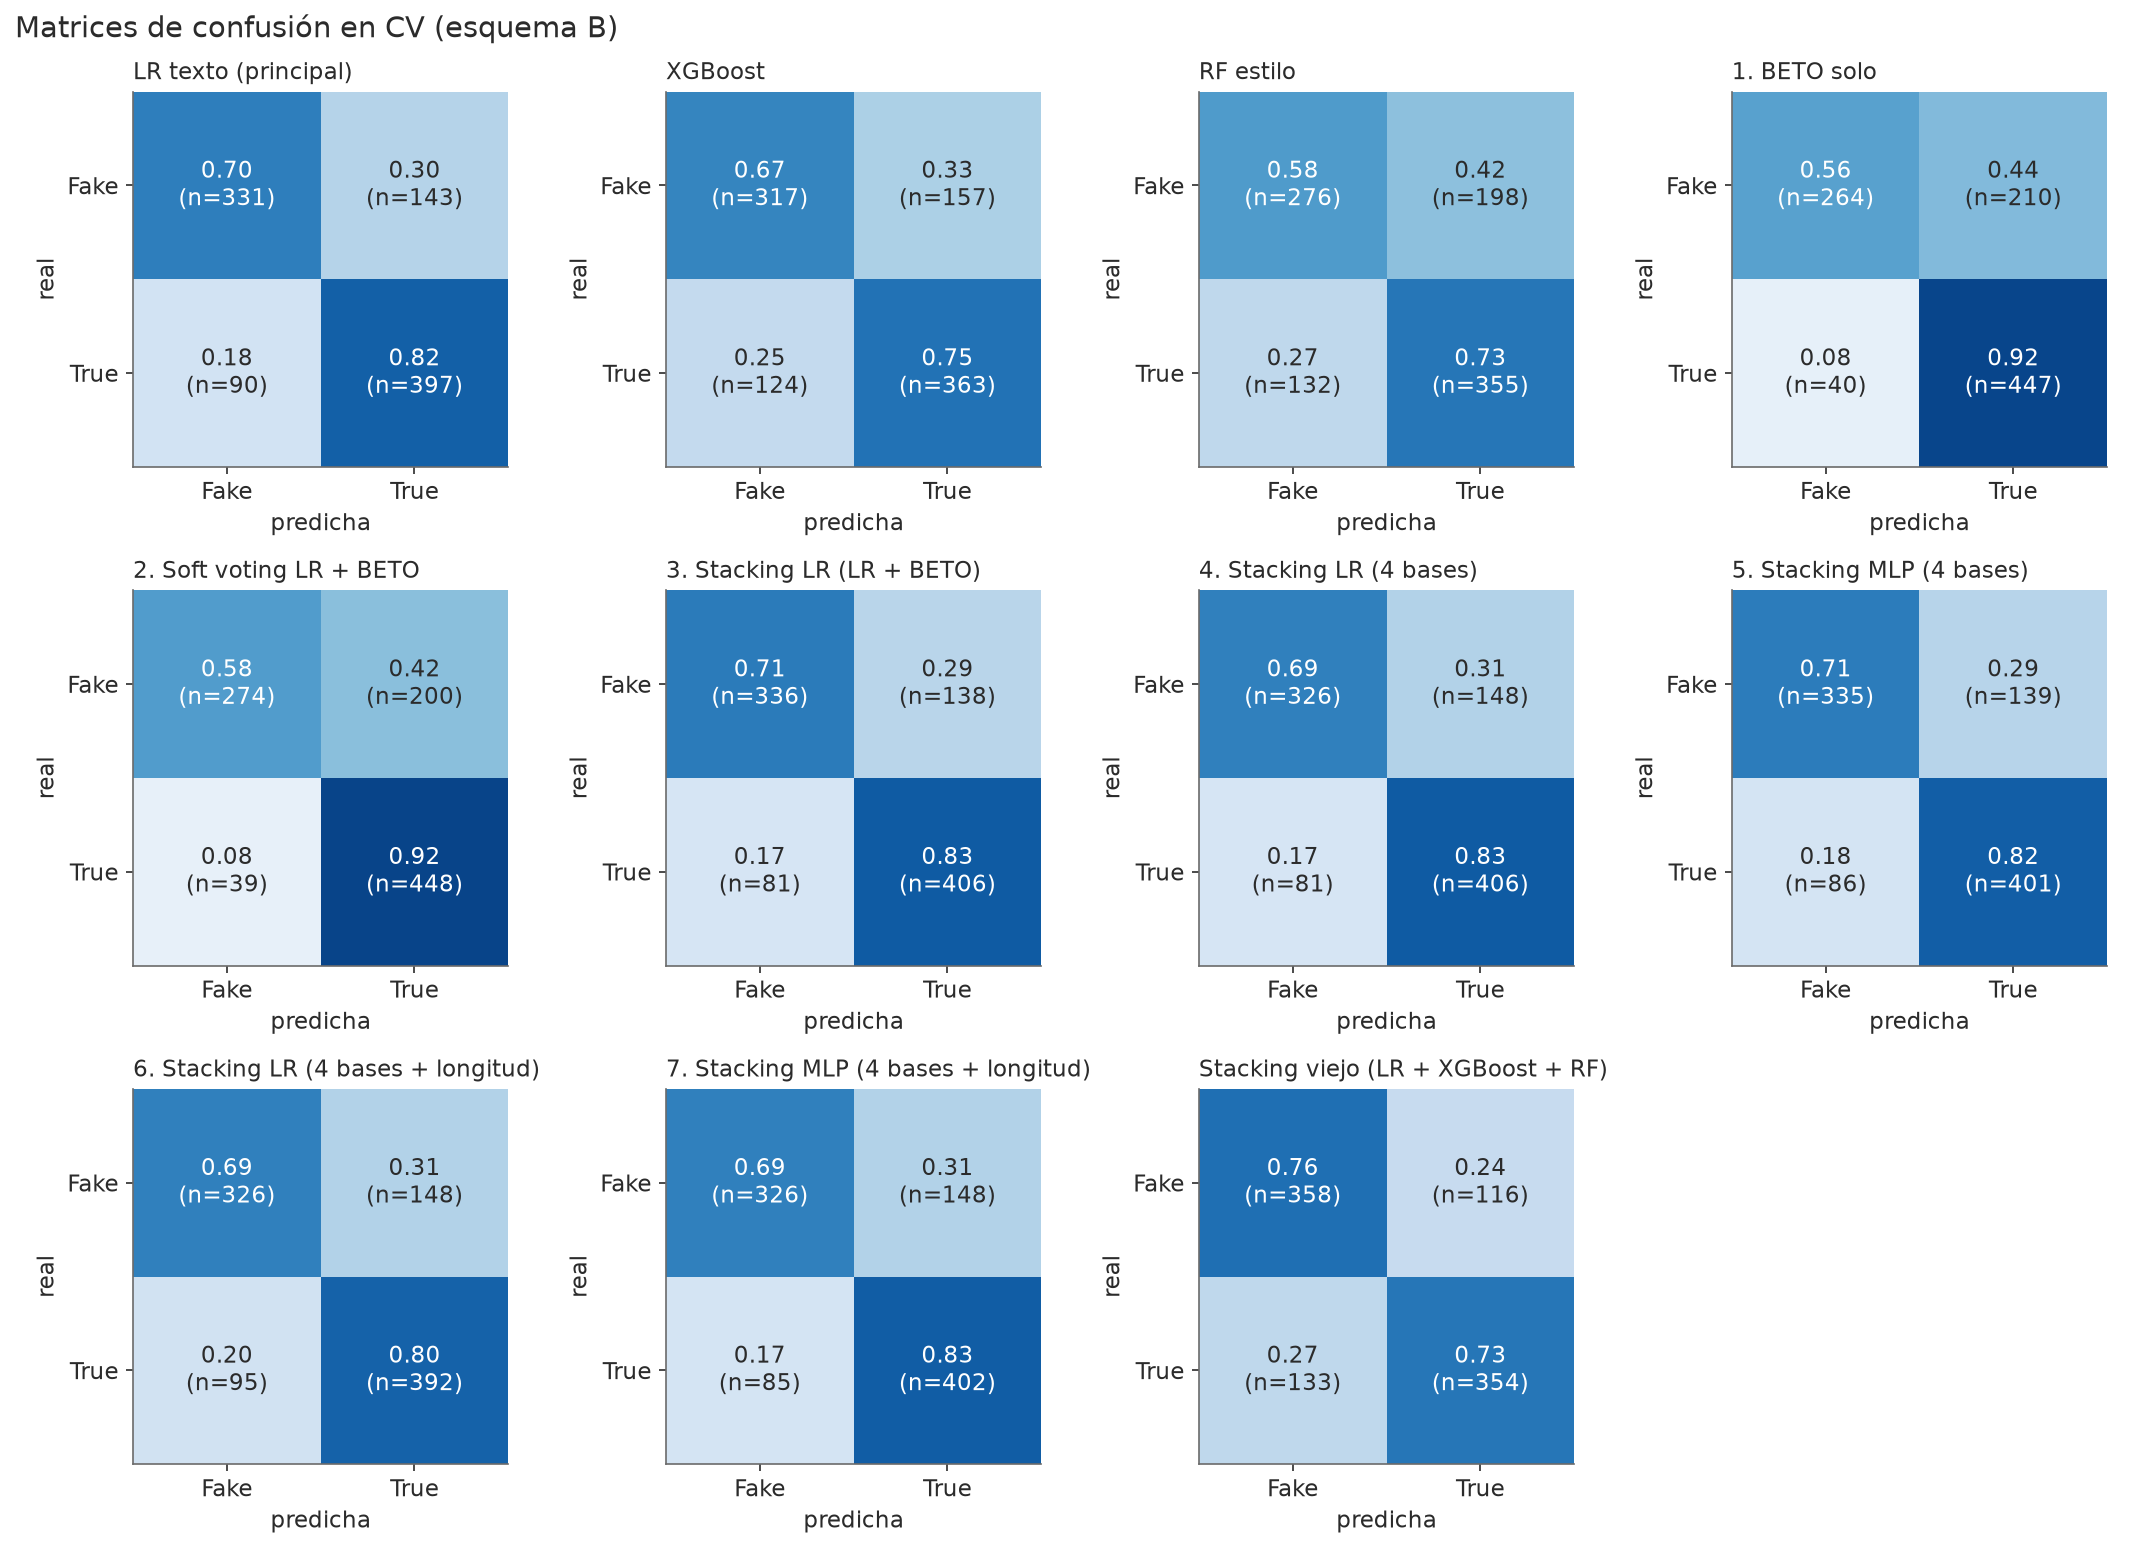 Matrices de confusión en CV (esquema B)
LR texto (principal)
real
Fake
0.70
(n=331)
0.30
(n=143)
True
0.18
(n=90)
0.82
(n=397)
Fake
True
predicha
XGBoost
real
Fake
0.67
(n=317)
0.33
(n=157)
True
0.25
(n=124)
0.75
(n=363)
Fake
True
predicha
RF estilo
real
Fake
0.58
(n=276)
0.42
(n=198)
True
0.27
(n=132)
0.73
(n=355)
Fake
True
predicha
1. BETO solo
real
Fake
0.56
(n=264)
0.44
(n=210)
True
0.08
(n=40)
0.92
(n=447)
Fake
True
predicha
2. Soft voting LR + BETO
real
Fake
0.58
(n=274)
0.42
(n=200)
True
0.08
(n=39)
0.92
(n=448)
Fake
True
predicha
3. Stacking LR (LR + BETO)
real
Fake
0.71
(n=336)
0.29
(n=138)
True
0.17
(n=81)
0.83
(n=406)
Fake
True
predicha
4. Stacking LR (4 bases)
real
Fake
0.69
(n=326)
0.31
(n=148)
True
0.17
(n=81)
0.83
(n=406)
Fake
True
predicha
5. Stacking MLP (4 bases)
real
Fake
0.71
(n=335)
0.29
(n=139)
True
0.18
(n=86)
0.82
(n=401)
Fake
True
predicha
6. Stacking LR (4 bases + longitud)
real
Fake
0.69
(n=326)
0.31
(n=148)
True
0.20
(n=95)
0.80
(n=392)
Fake
True
predicha
7. Stacking MLP (4 bases + longitud)
real
Fake
0.69
(n=326)
0.31
(n=148)
True
0.17
(n=85)
0.83
(n=402)
Fake
True
predicha
Stacking viejo (LR + XGBoost + RF)
real
Fake
0.76
(n=358)
0.24
(n=116)
True
0.27
(n=133)
0.73
(n=354)
Fake
True
predicha